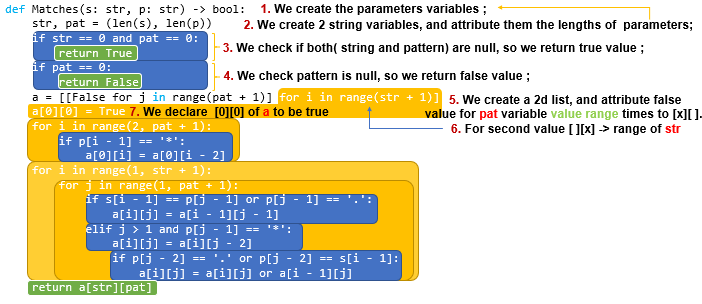 def Matches(s: str, p: str) -> bool: 1. We create the parameters variables ;
str, pat = (len(s), len(p)) 2. We create 2 string variables, and attribute them the lengths of parameters;
if str == 0 and pat == 0:
return True
3. We check if both( string and pattern) are null, so we return true value ;
if pat == 0:
return False
4. We check pattern is null, so we return false value ;
a = [[False for j in range(pat + 1)] for i in range(str + 1)] 5. We create a 2d list, and attribute false
a[0][0] = True 7. We declare [0][0] of a to be true value for pat variable value range times to [x][ ].
for i in range(2, pat + 1): 6. For second value [ ][x] -> range of str
if p[i - 1] == '*':
a[0][i] = a[0][i - 2]
for i in range(1, str + 1):
for j in range(1, pat + 1):
if s[i - 1] == p[j - 1] or p[j - 1] == '.':
a[i][j] = a[i - 1][j - 1]
elif j > 1 and p[j - 1] == '*':
a[i][j] = a[i][j - 2]
if p[j - 2] == '.' or p[j - 2] == s[i - 1]:
a[i][j] = a[i][j] or a[i - 1][j]
return a[str][pat]